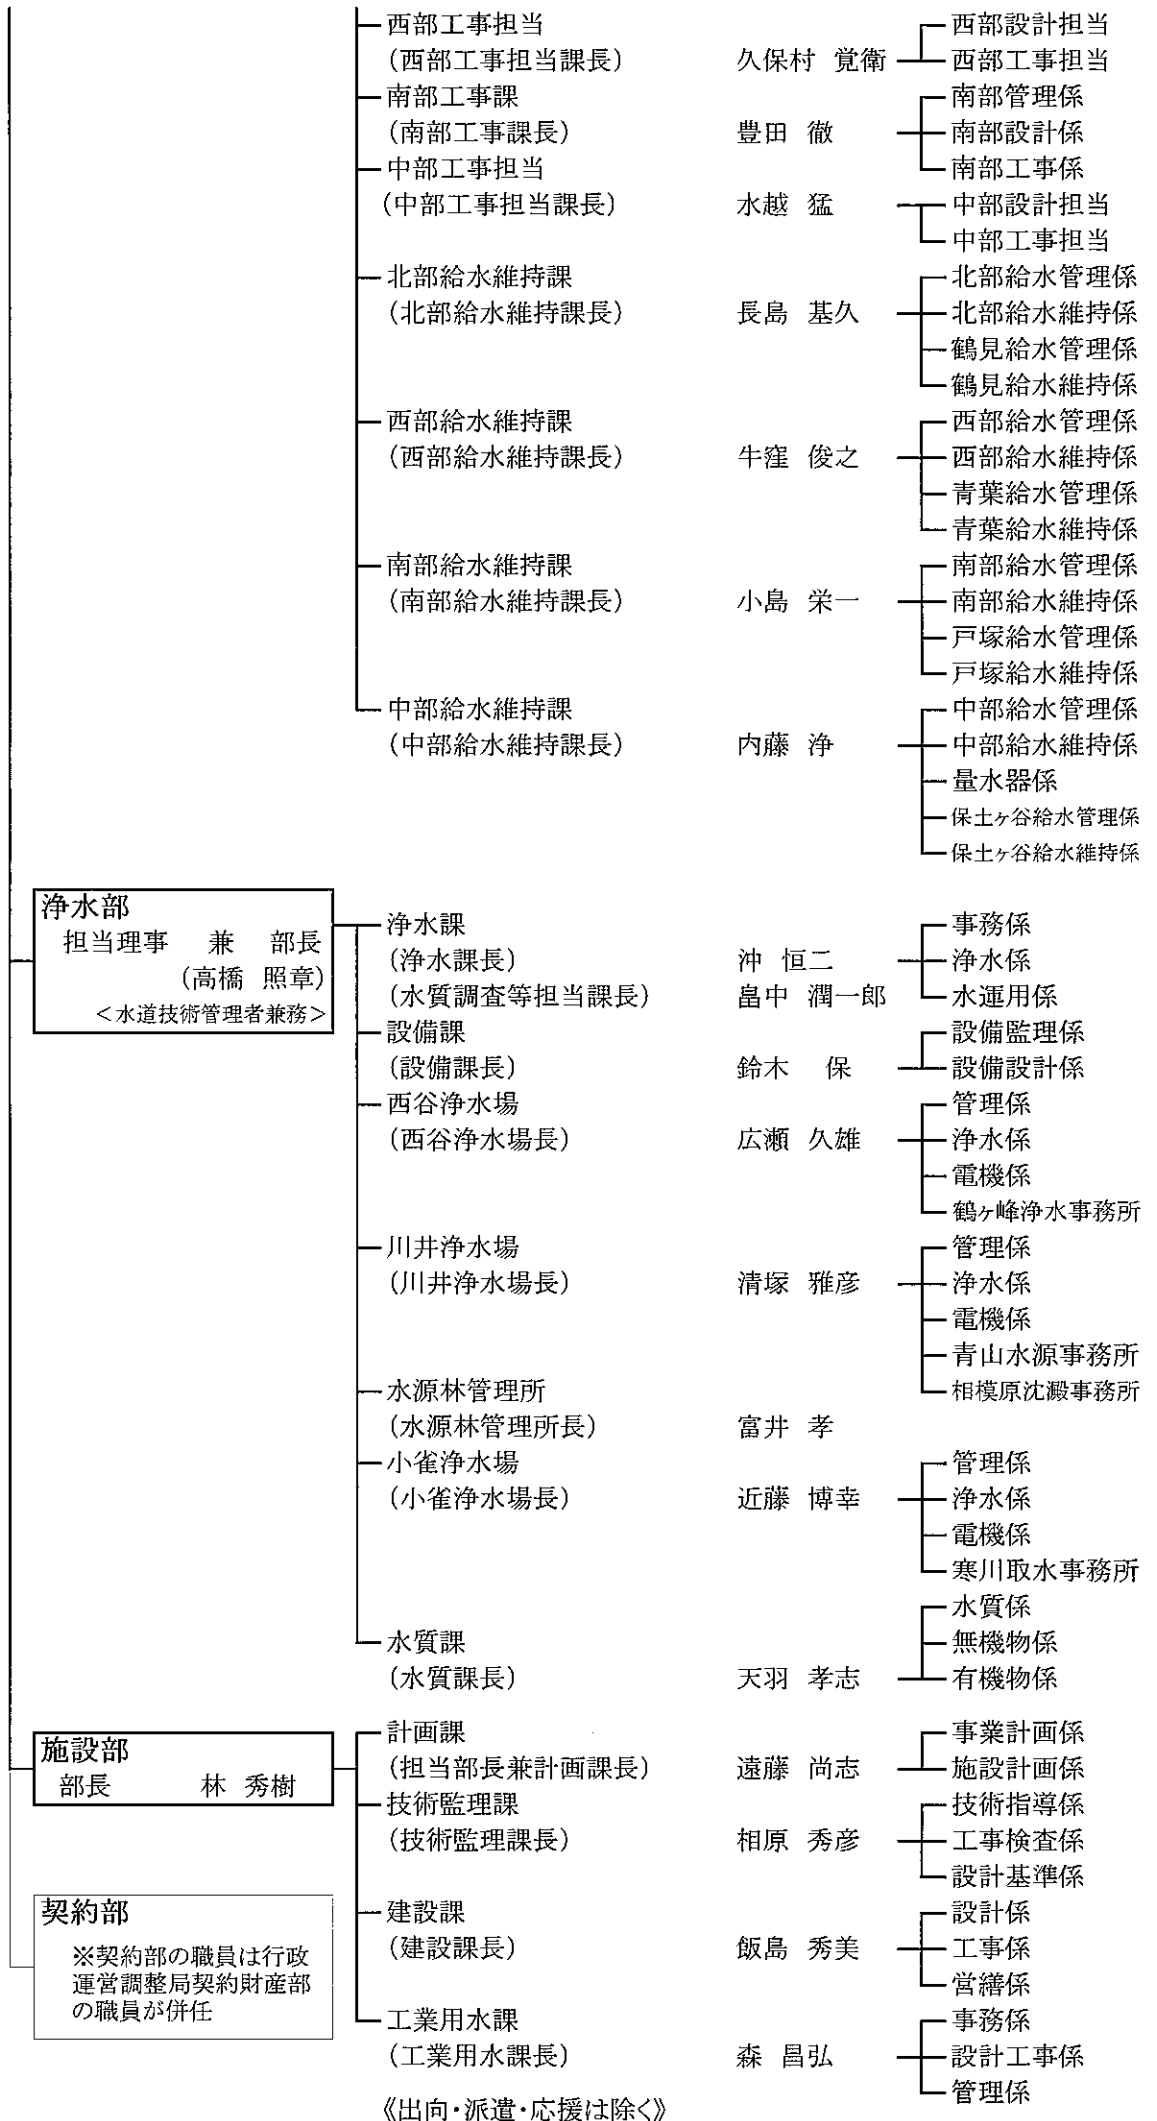 西部工事担当 西部設計担当
(西部工事担当課長) 久保村 覚衛 西部工事担当
南部工事課 南部管理係
(南部工事課長) 豊田 徹 南部設計係
中部工事担当 南部工事係
(中部工事担当課長) 水越 猛 中部設計担当
中部工事担当
北部給水維持課 北部給水管理係
(北部給水維持課長) 長島 基久 北部給水維持係
鶴見給水管理係
鶴見給水維持係
西部給水維持課 西部給水管理係
(西部給水維持課長) 牛窪 俊之 西部給水維持係
青葉給水管理係
青葉給水維持係
南部給水維持課 南部給水管理係
(南部給水維持課長) 小島 栄一 南部給水維持係
戸塚給水管理係
戸塚給水維持係
中部給水維持課 中部給水管理係
(中部給水維持課長) 内藤 浄 中部給水維持係
量水器係
保土ヶ谷給水管理係
保土ヶ谷給水維持係
浄水部
担当理事 兼 部長
(高橋 照章)
<水道技術管理者兼務>
浄水課 事務係
(浄水課長) 沖 恒二 浄水係
(水質調査等担当課長) 畠中 潤一郎 水運用係
設備課 設備監理係
(設備課長) 鈴木 保 設備設計係
西谷浄水場 管理係
(西谷浄水場長) 広瀬 久雄 浄水係
電機係
鶴ヶ峰浄水事務所
川井浄水場 管理係
(川井浄水場長) 清塚 雅彦 浄水係
電機係
青山水源事務所
水源林管理所 相模原沈澱事務所
(水源林管理所長) 富井 孝
小雀浄水場 管理係
(小雀浄水場長) 近藤 博幸 浄水係
電機係
寒川取水事務所
水質係
水質課 無機物係
(水質課長) 天羽 孝志 有機物係
施設部
部長 林 秀樹
計画課 事業計画係
(担当部長兼計画課長) 遠藤 尚志 施設計画係
技術監理課 技術指導係
(技術監理課長) 相原 秀彦 工事検査係
設計基準係
契約部
※契約部の職員は行政
運営調整局契約財産部
の職員が併任
建設課 設計係
(建設課長) 飯島 秀美 工事係
営繕係
工業用水課 事務係
(工業用水課長) 森 昌弘 設計工事係
管理係
《出向・派遣・応援は除く》